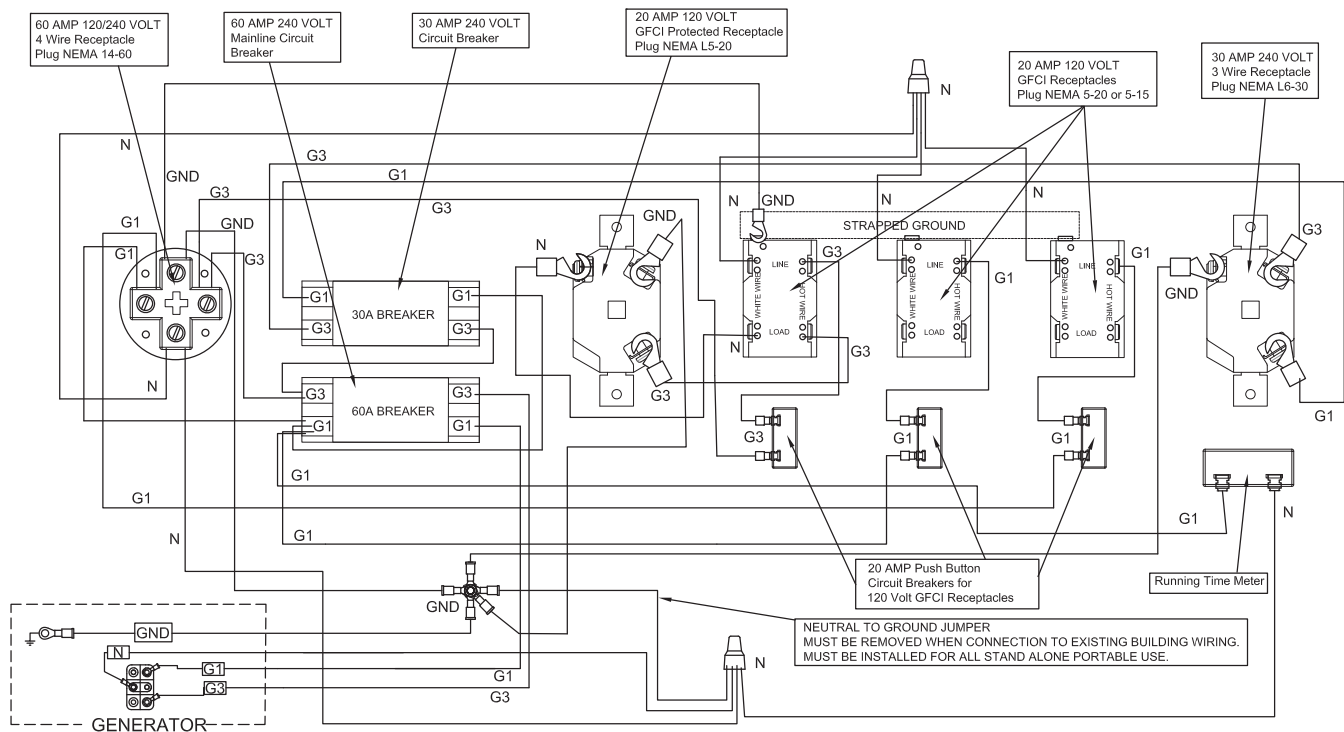 60 AMP 120/240 VOLT
4 Wire Receptacle
Plug NEMA 14-60
60 AMP 240 VOLT
Mainline Circuit
Breaker
30 AMP 240 VOLT
Circuit Breaker
20 AMP 120 VOLT
GFCI Protected Receptacle
Plug NEMA L5-20
20 AMP 120 VOLT
GFCI Receptacles
Plug NEMA 5-20 or 5-15
30 AMP 240 VOLT
3 Wire Receptacle
Plug NEMA L6-30
N
N
G3
G1
GND
G3
G3
GND
G1
G1
G3
N
GND
N
GND
N
N
STRAPPED GROUND
G3
GND
G1
G3
30A BREAKER
G1
G3
G3
G1
60A BREAKER
G3
G1
N
G3
LINE
WHITE WIRE
HOT WIRE
LOAD
N
G3
G3
LINE
WHITE WIRE
HOT WIRE
LOAD
G1
LINE
WHITE WIRE
HOT WIRE
LOAD
G1
G1
G3
G1
G1
G1
G1
G1
N
G1
N
20 AMP Push Button
Circuit Breakers for
120 Volt GFCI Receptacles
Running Time Meter
GND
NEUTRAL TO GROUND JUMPER
MUST BE REMOVED WHEN CONNECTION TO EXISTING BUILDING WIRING.
MUST BE INSTALLED FOR ALL STAND ALONE PORTABLE USE.
GND
N
G1
G3
G1
G3
N
GENERATOR